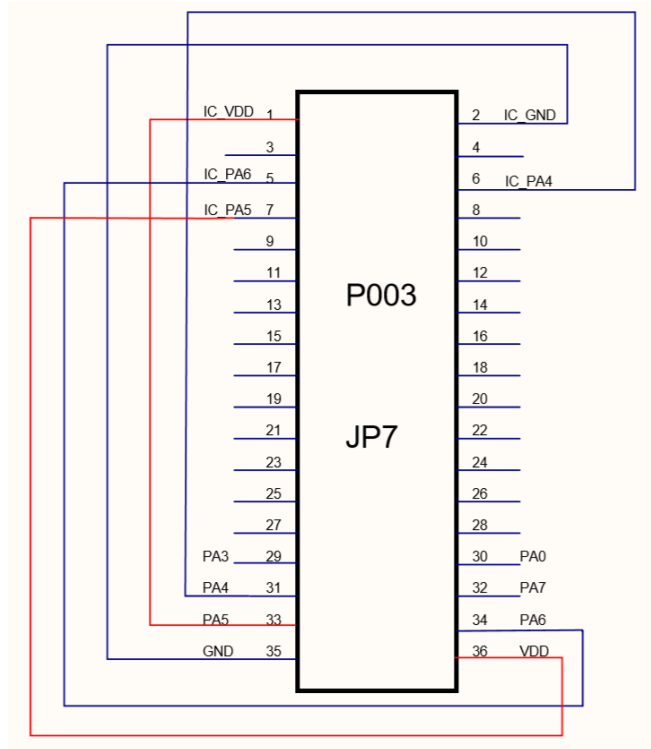 IC_VDD 1 2 IC_GND
3 4
IC_PA6 5 6 IC_PA4
IC_PA5 7 8
9 10
11 12
P003
13 14
15 16
17 18
19 20
JP7
21 22
23 24
25 26
27 28
PA3 29 30 PA0
PA4 31 32 PA7
PA5 33 34 PA6
GND 35 36 VDD